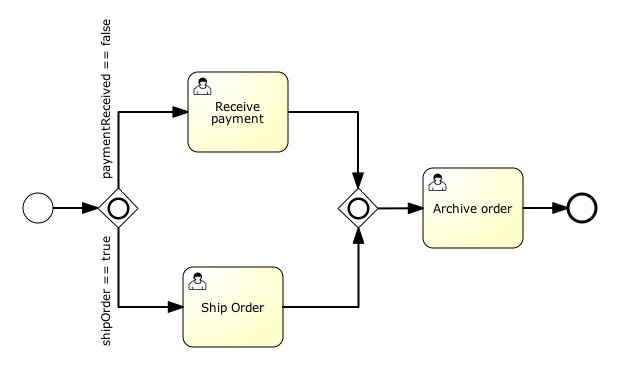 paymentReceived == false
Receive
payment
Archive order
shipOrder == true
Ship Order